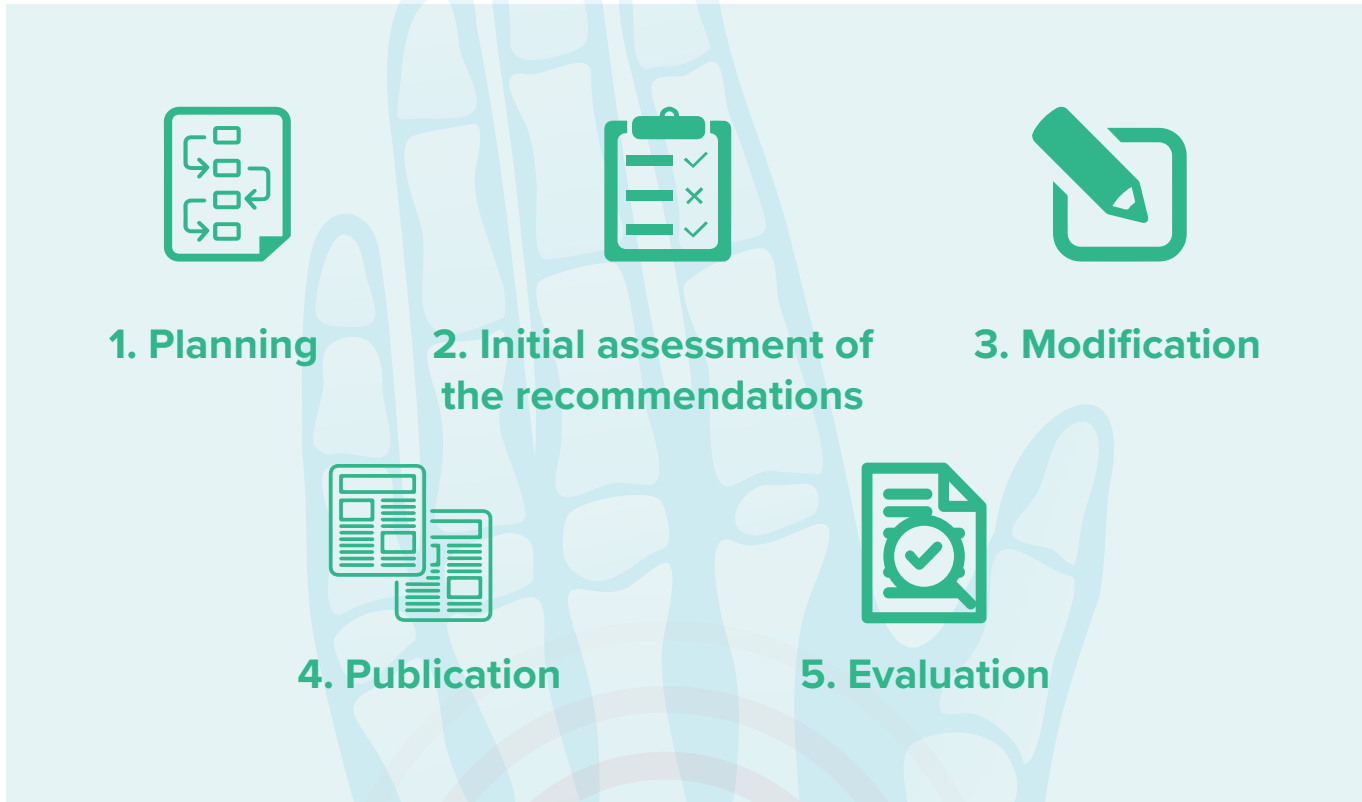 1. Planning
2. Initial assessment of
the recommendations
3. Modification
4. Publication
5. Evaluation